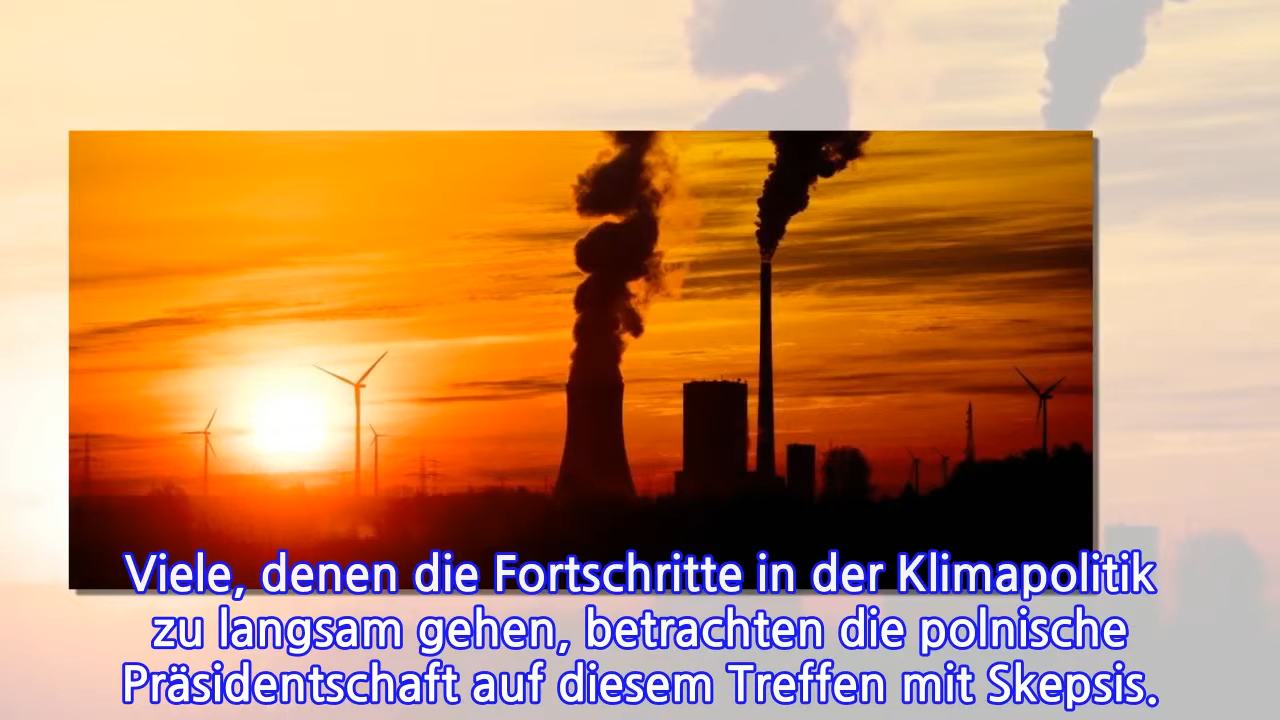 Viele, denen die Fortschritte in der Klimapolitik
zu langsam gehen, betrachten die polnische
Präsidentschaft auf diesem Treffen mit Skepsis.